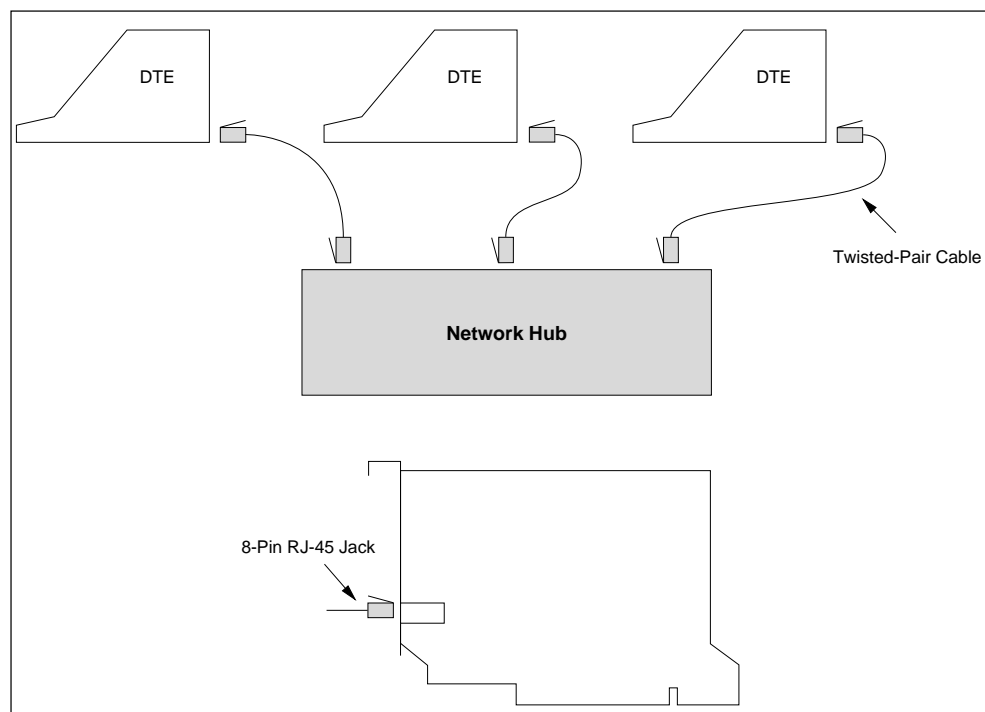 DTE
DTE
DTE
Twisted-Pair Cable
Network Hub
8-Pin RJ-45 Jack